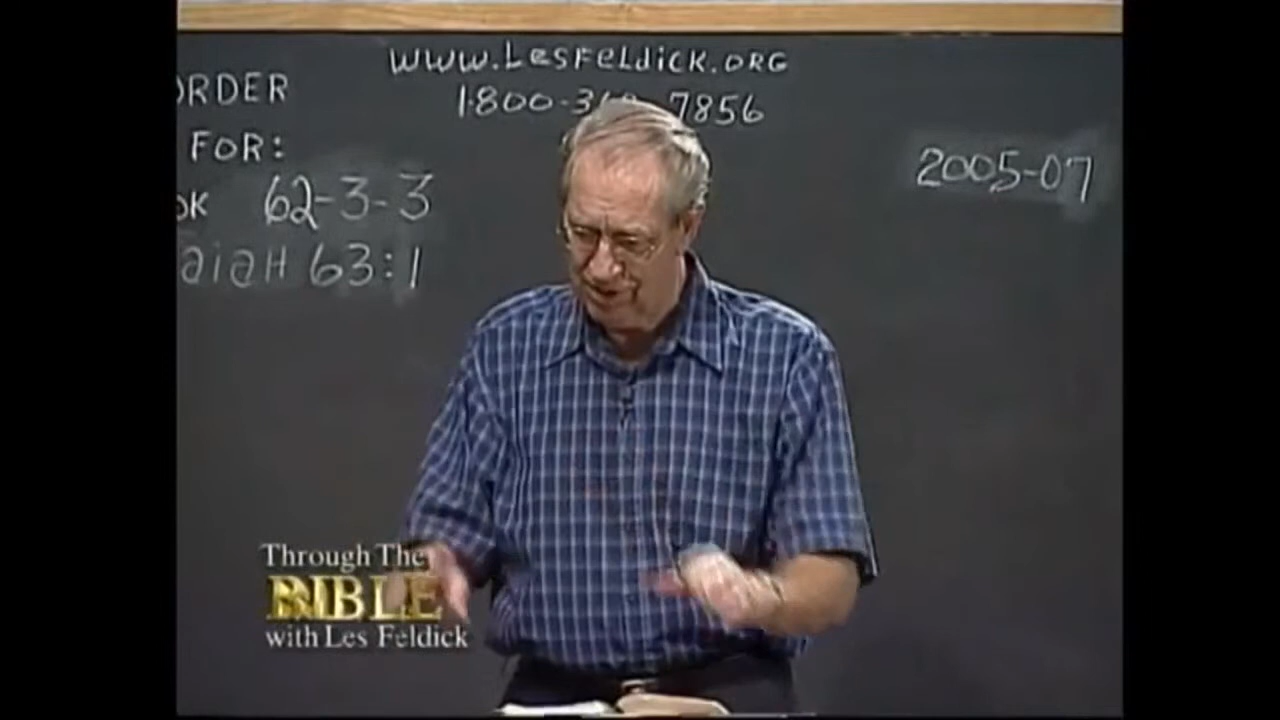 WWW.LesFeldick.ORG
1-800-36 7856
ORDER
FOR:
62-3-3
63:1
2005-07
Through The
BIBLE
with Les Feldick